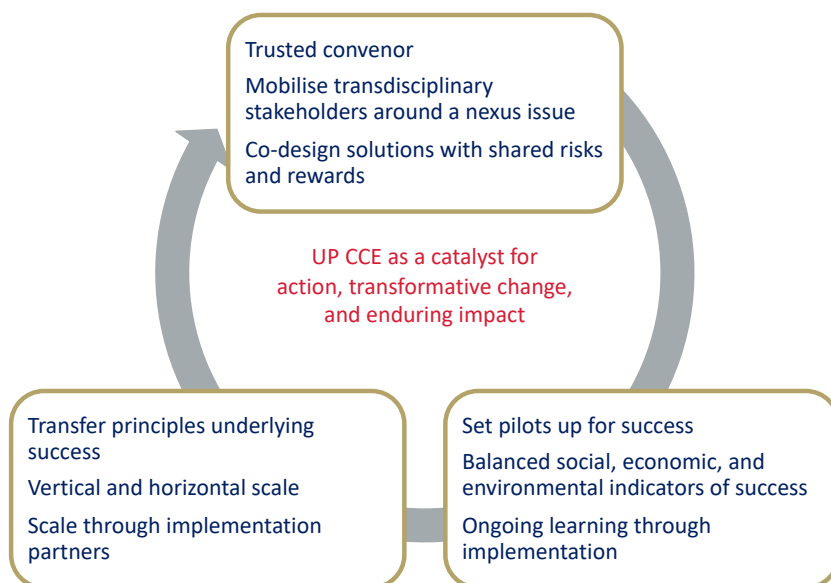 Trusted convenor
Mobilise transdisciplinary
stakeholders around a nexus issue
Co-design solutions with shared risks
and rewards
UP CCE as a catalyst for
action, transformative change,
and enduring impact
Transfer principles underlying
success
Vertical and horizontal scale
Scale through implementation
partners
Set pilots up for success
Balanced social, economic, and
environmental indicators of success
Ongoing learning through
implementation